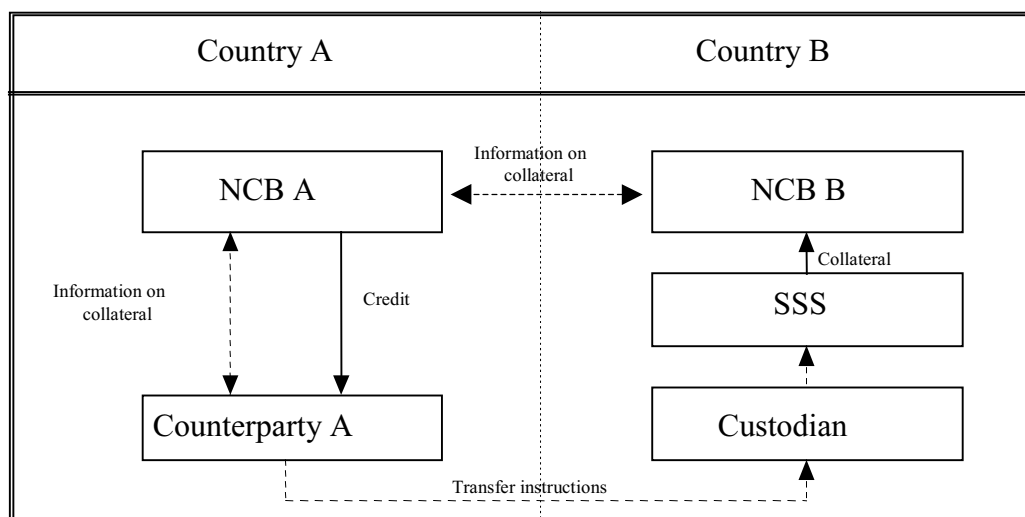 Country A
Country B
Information on
collateral
NCB A
NCB B
Collateral
Information on
collateral
Credit
SSS
Counterparty A
Custodian
Transfer instructions